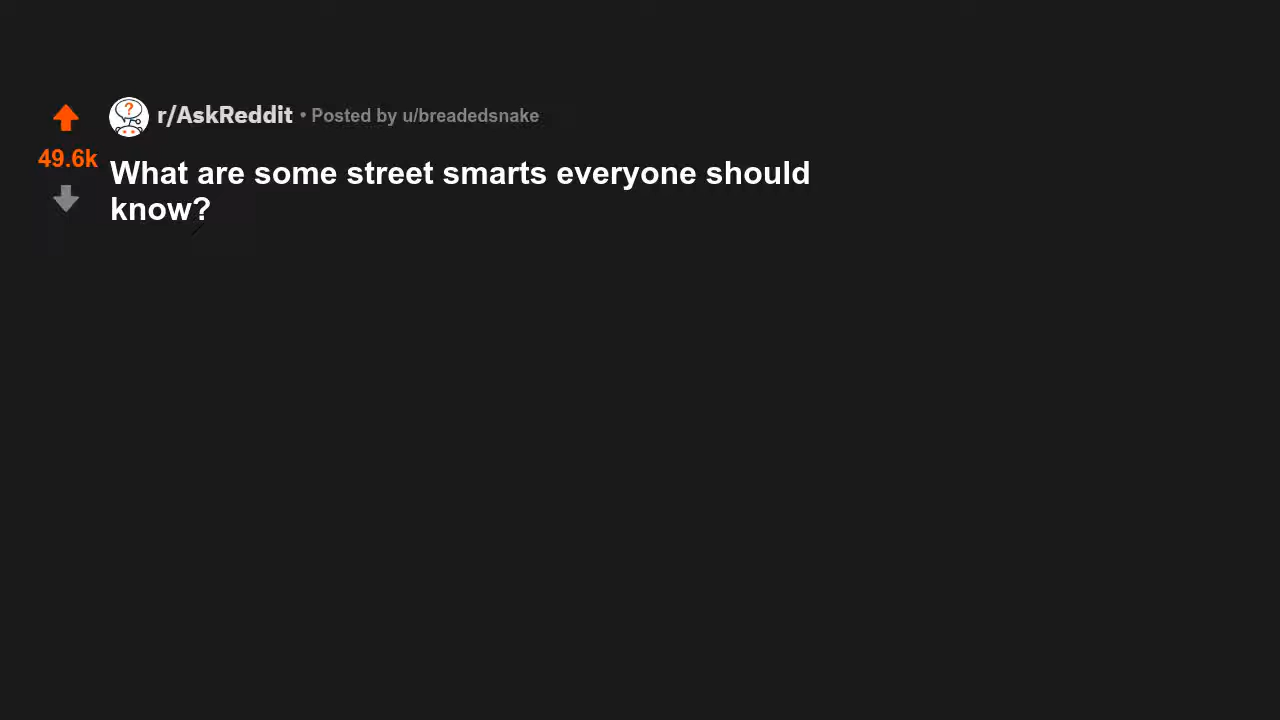 r/AskReddit • Posted by u/breadedsnake
49.6k
What are some street smarts everyone should
know?